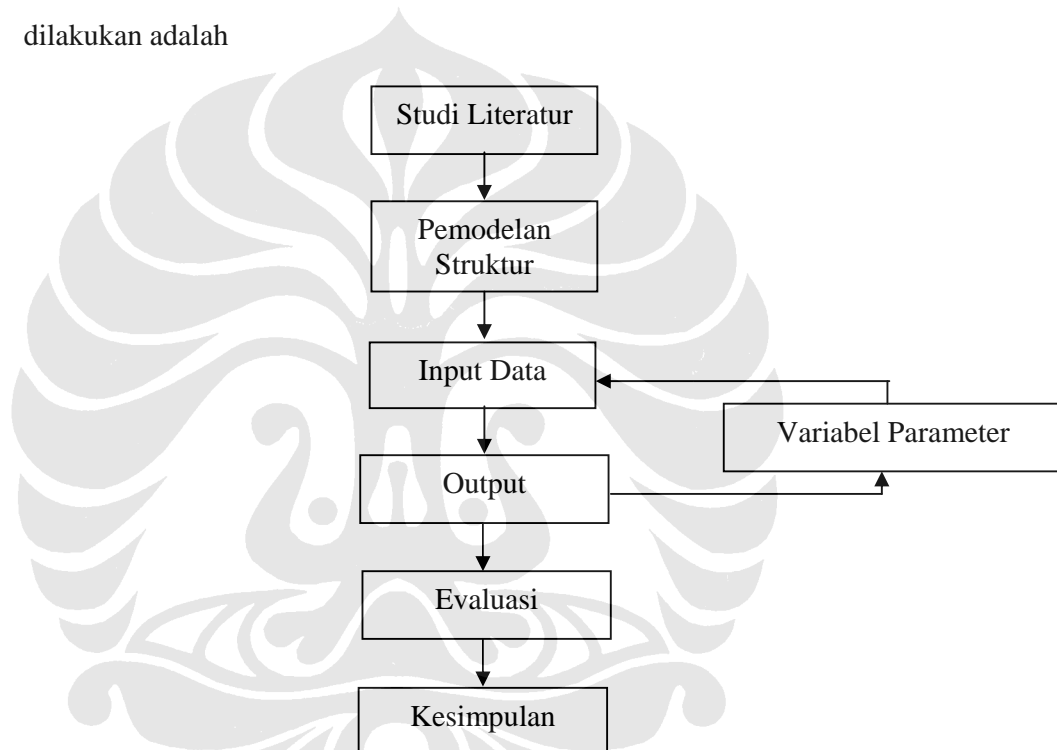 dilakukan adalah
Studi Literatur
Pemodelan
Struktur
Input Data
Variabel Parameter
Output
Evaluasi
Kesimpulan